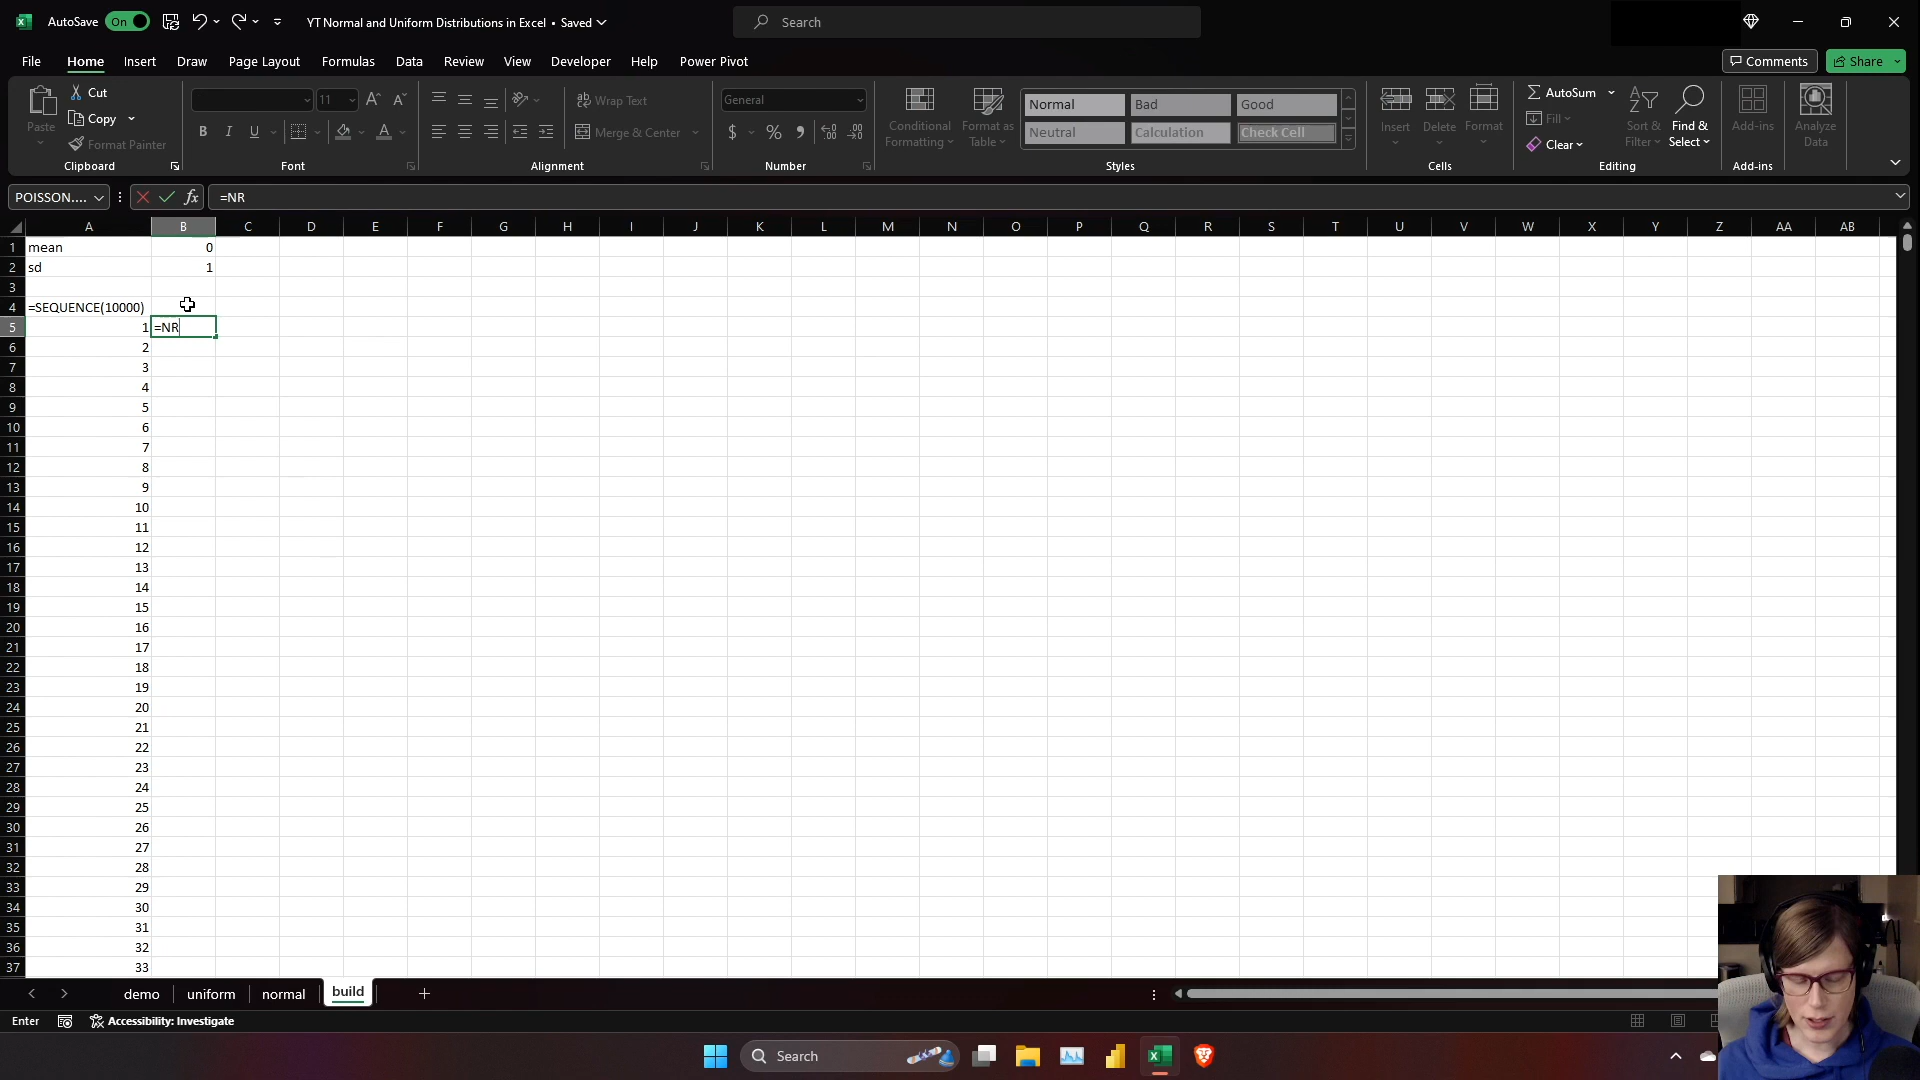 AutoSave On YT Normal and Uniform Distributions in Excel • Saved Search
File Home Insert Draw Page Layout Formulas Data Review View Developer Help Power Pivot Comments Share
Paste Cut Copy Format Painter Clipboard
11 B I U A Font
Wrap Text Merge & Center Alignment
General $ % Number
Conditional Formatting Format as Table Normal Bad Good Neutral Calculation Check Cell Styles
Insert Delete Format Cells
AutoSum Fill Clear Sort & Filter Find & Select Editing
Add-ins Add-ins
Analyze Data
POISSON.... fx =NR
A B C D E F G H I J K L M N O P Q R S T U V W X Y Z AA AB
1 mean 0
2 sd 1
3
4 =SEQUENCE(10000)
5 1 =NR
6 2
7 3
8 4
9 5
10 6
11 7
12 8
13 9
14 10
15 11
16 12
17 13
18 14
19 15
20 16
21 17
22 18
23 19
24 20
25 21
26 22
27 23
28 24
29 25
30 26
31 27
32 28
33 29
34 30
35 31
36 32
37 33
demo uniform normal build
Enter Accessibility: Investigate
Search